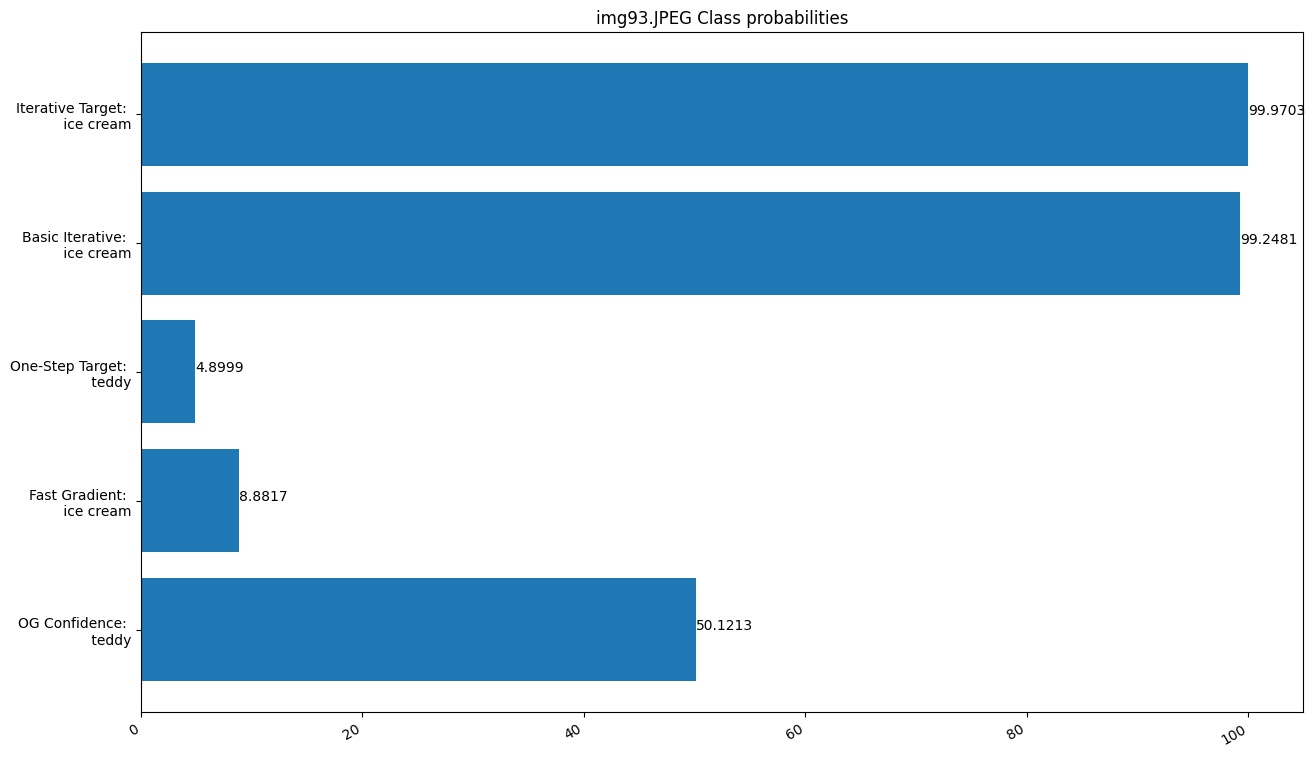 img93.JPEG Class probabilities
Iterative Target:
ice cream
99.9703
Basic Iterative:
ice cream
99.2481
One-Step Target:
teddy
4.8999
Fast Gradient:
ice cream
8.8817
OG Confidence:
teddy
50.1213
0
20
40
60
80
100